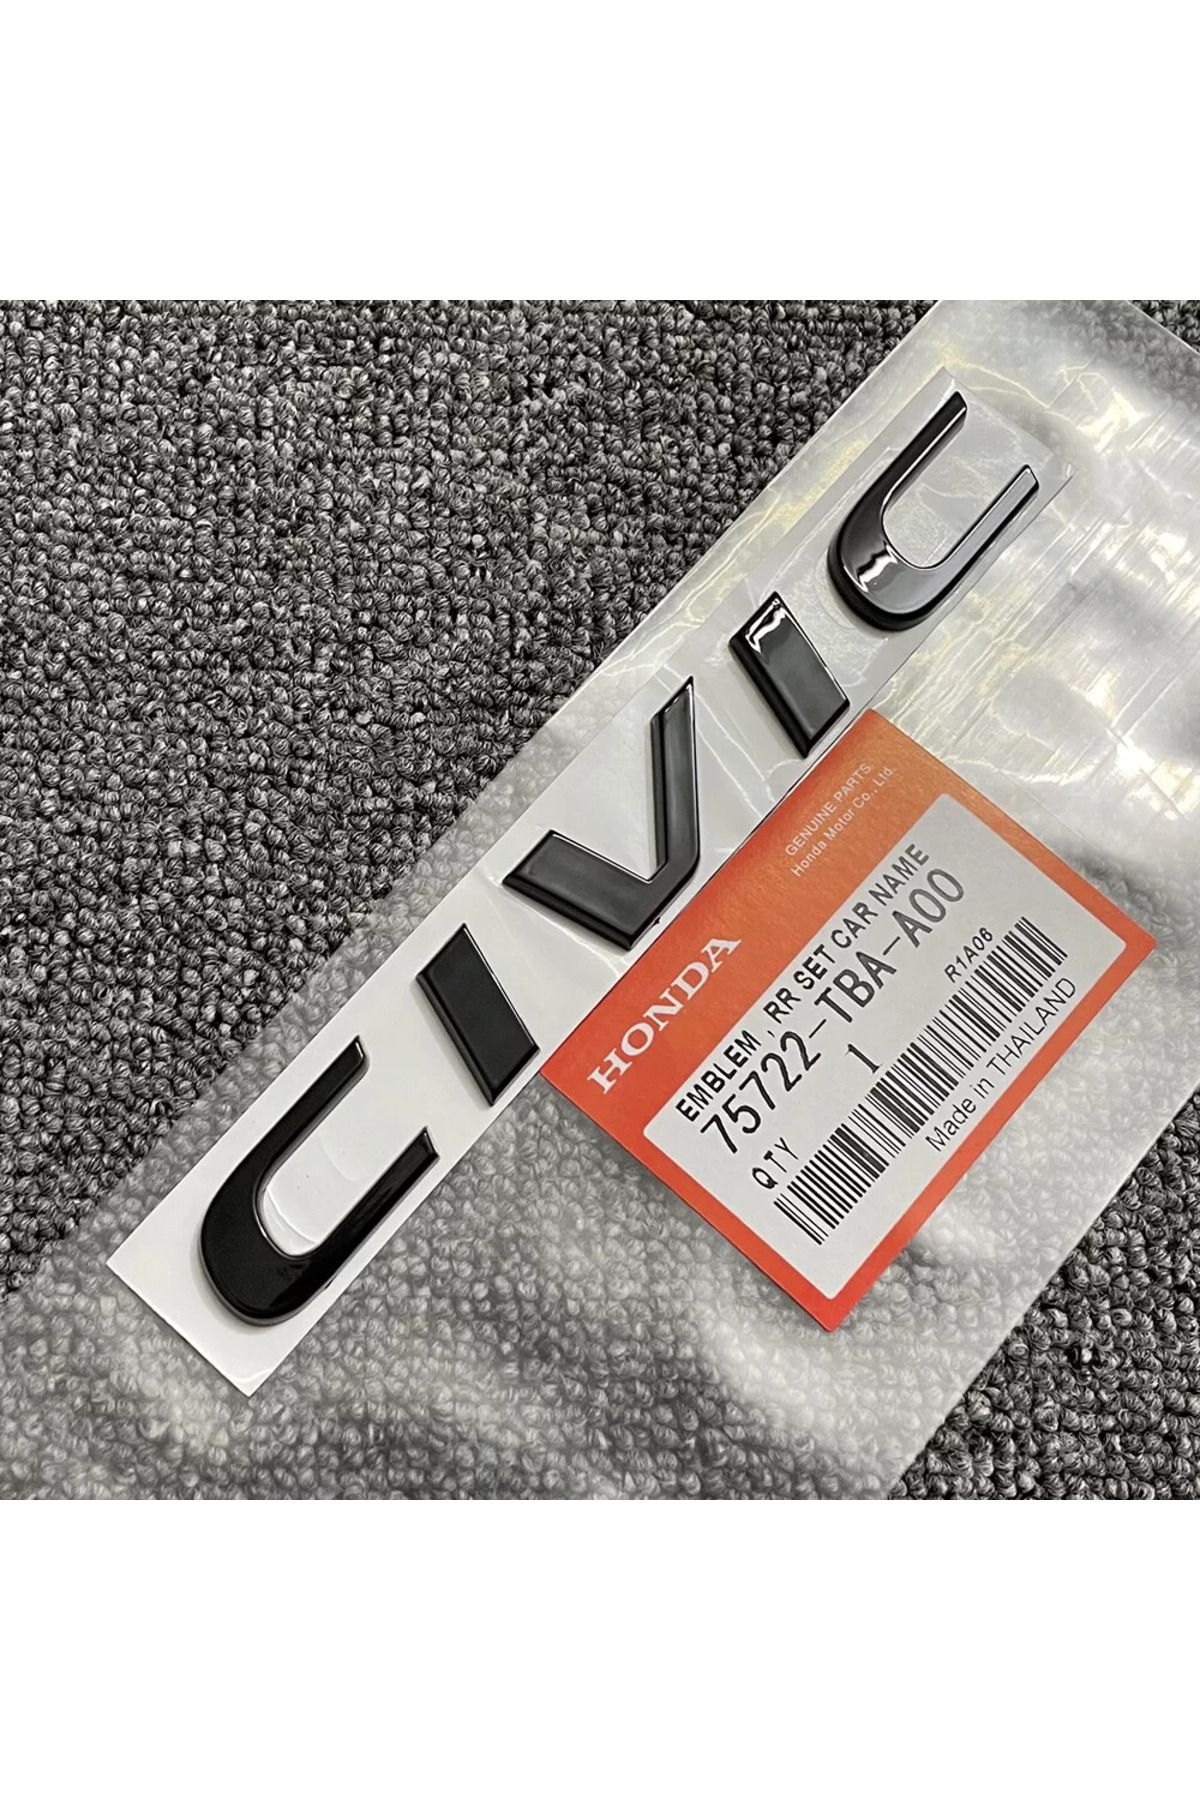 CIVIC
GENUINE PARTS.
Honda Motor Co., Ltd.
HONDA
EMBLEM , RR SET CAR NAME
75722-TBA-A00
QTY 1 R1A06
Made in THAILAND